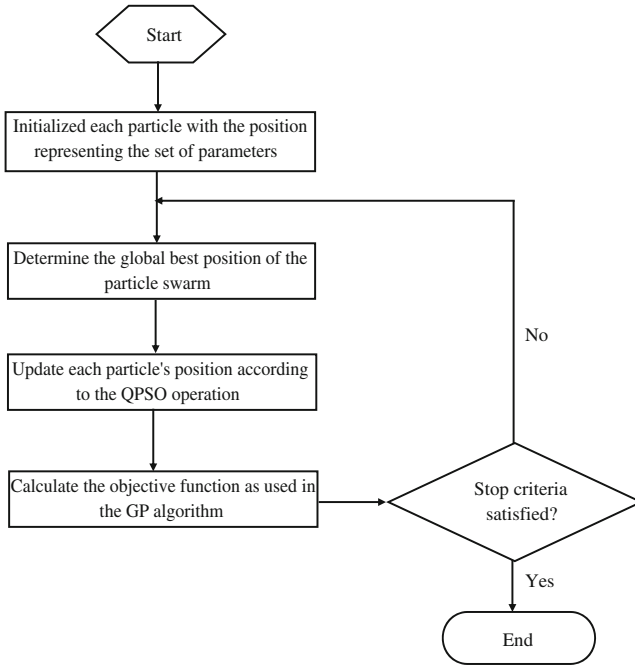 Start
Initialized each particle with the position
representing the set of parameters
Determine the global best position of the
particle swarm
No
Update each particle's position according
to the QPSO operation
Calculate the objective function as used in
the GP algorithm
Stop criteria
satisfied?
Yes
End